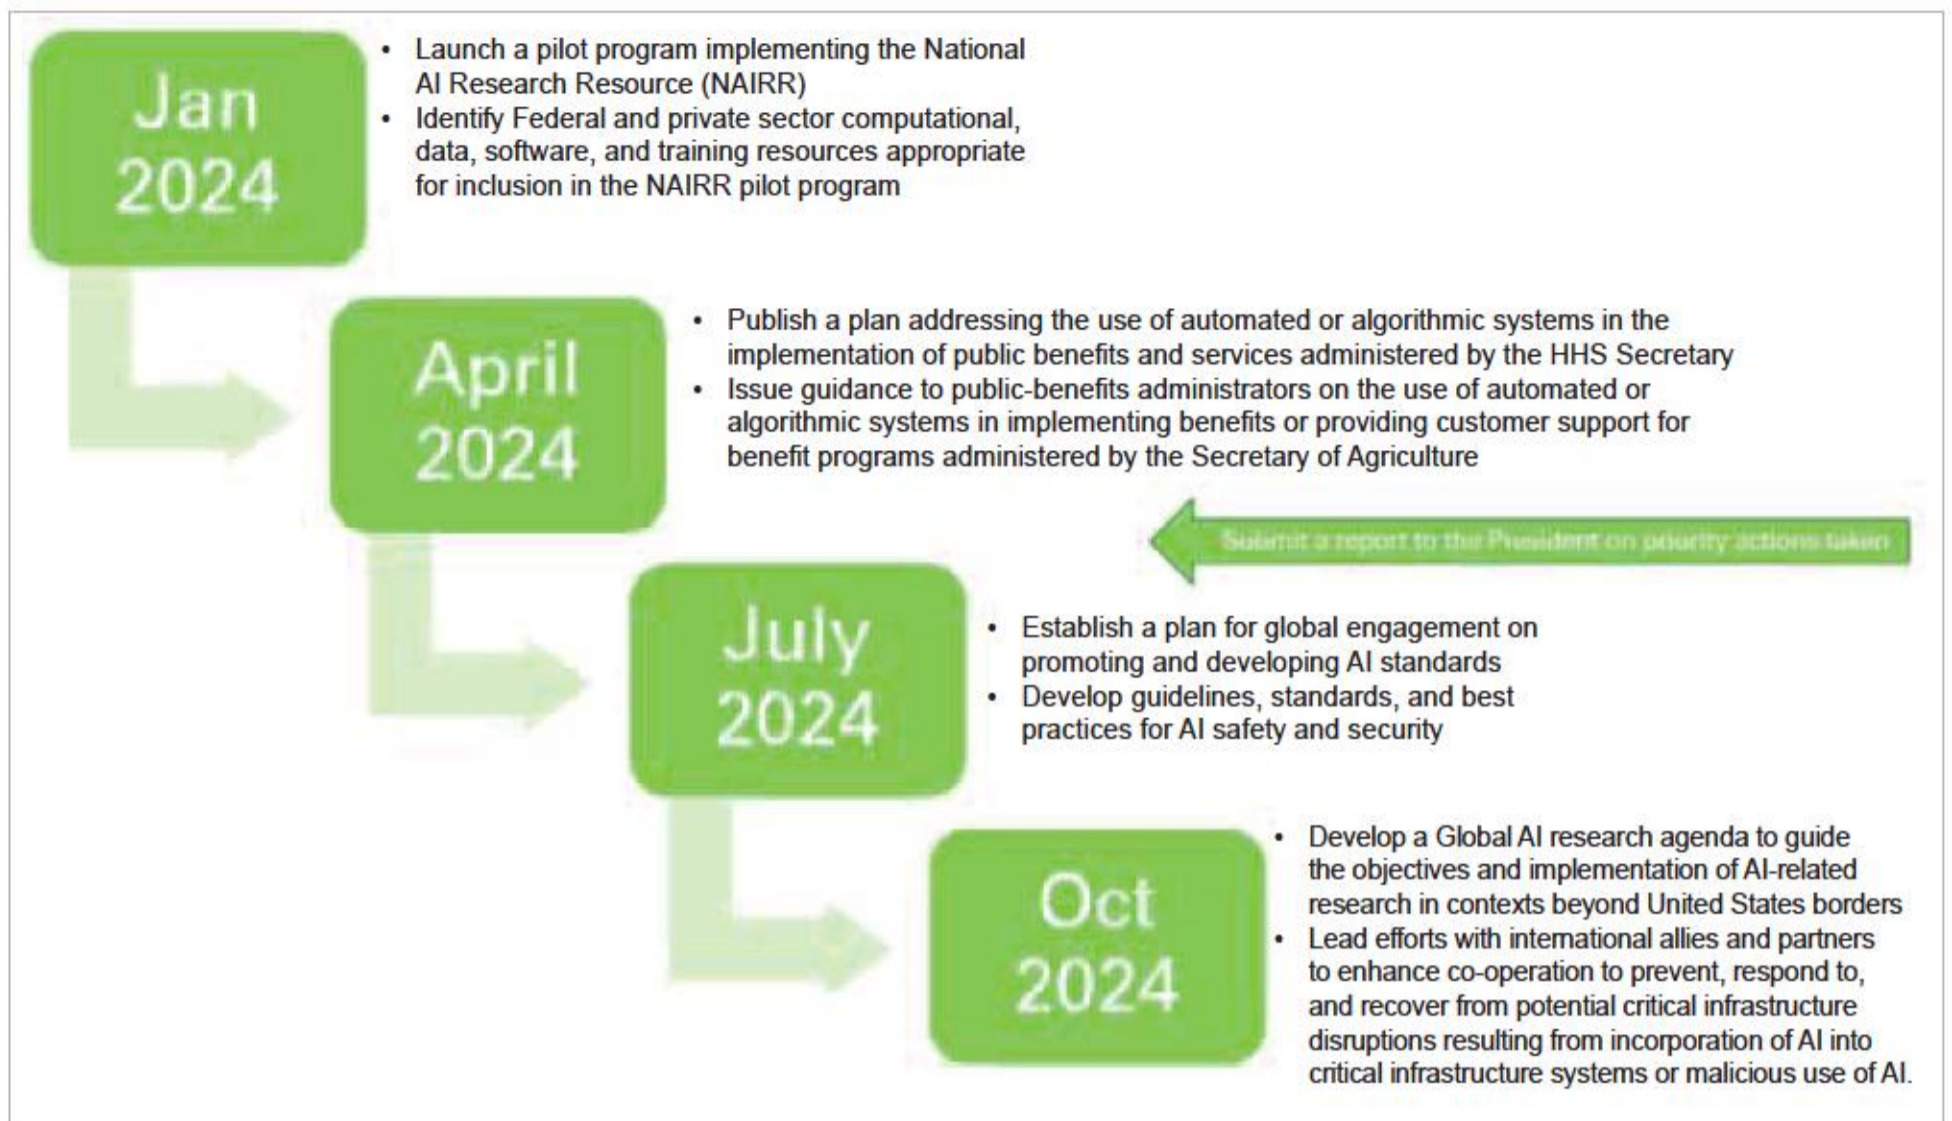 Jan
2024
• Launch a pilot program implementing the National
AI Research Resource (NAIRR)
• Identify Federal and private sector computational,
data, software, and training resources appropriate
for inclusion in the NAIRR pilot program
April
2024
• Publish a plan addressing the use of automated or algorithmic systems in the
implementation of public benefits and services administered by the HHS Secretary
• Issue guidance to public-benefits administrators on the use of automated or
algorithmic systems in implementing benefits or providing customer support for
benefit programs administered by the Secretary of Agriculture
Submit a report to the President on priority actions taken
July
2024
• Establish a plan for global engagement on
promoting and developing AI standards
• Develop guidelines, standards, and best
practices for AI safety and security
Oct
2024
• Develop a Global AI research agenda to guide
the objectives and implementation of AI-related
research in contexts beyond United States borders
• Lead efforts with international allies and partners
to enhance co-operation to prevent, respond to,
and recover from potential critical infrastructure
disruptions resulting from incorporation of AI into
critical infrastructure systems or malicious use of AI.